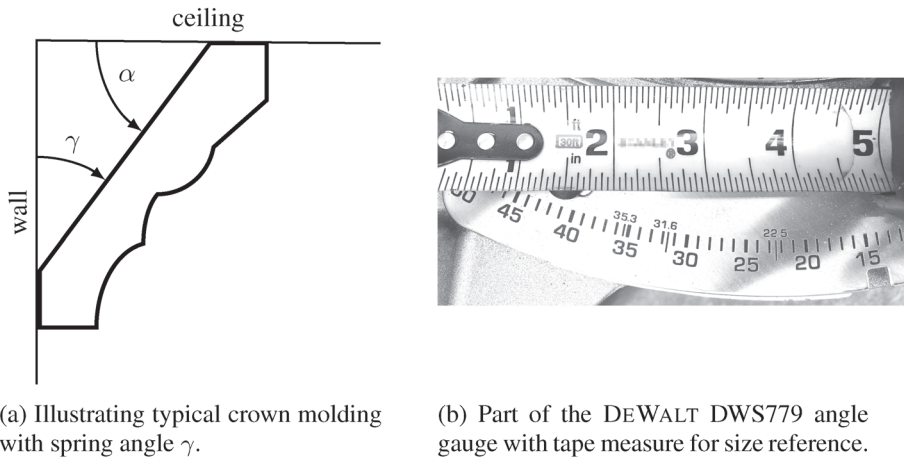 ceiling
α
γ
wall
1
ft
30ft
in
2
3
4
5
1
45
40
35.3
35
31.6
30
25
22.5
20
15
(a) Illustrating typical crown molding
with spring angle γ.
(b) Part of the DEWALT DWS779 angle
gauge with tape measure for size reference.